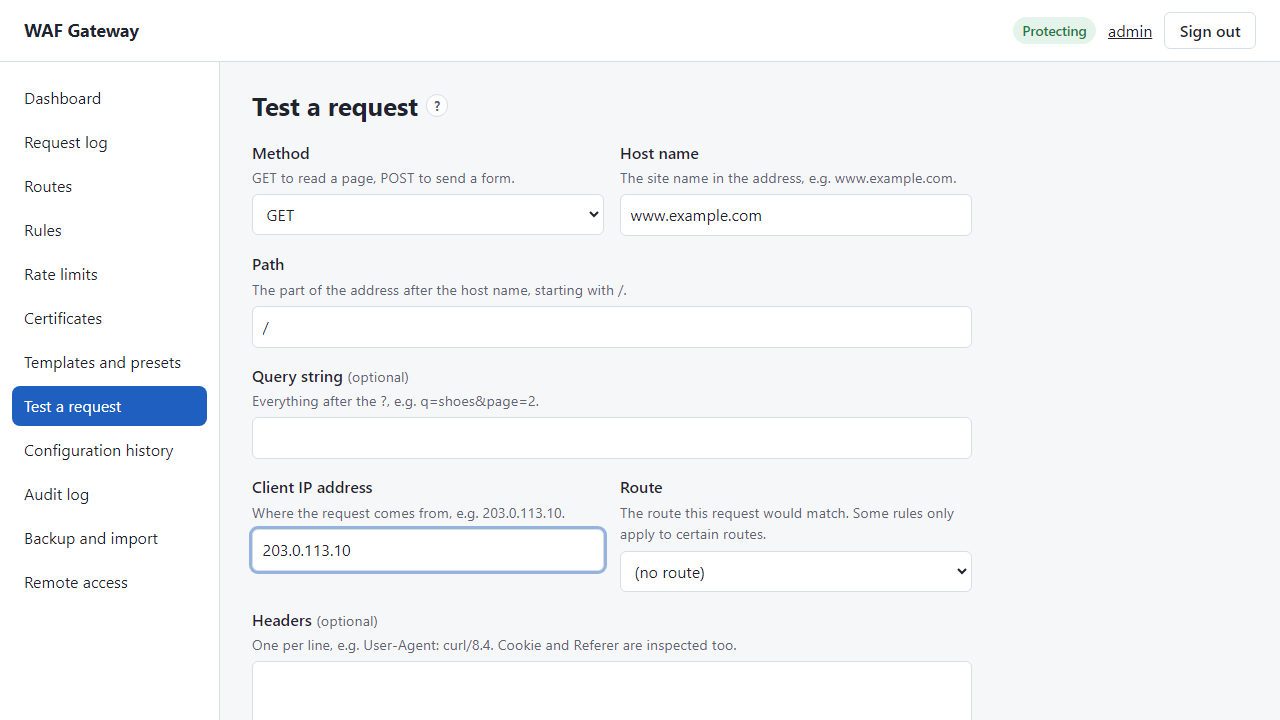 WAF Gateway
Protecting
admin
Sign out
Dashboard
Request log
Routes
Rules
Rate limits
Certificates
Templates and presets
Test a request
Configuration history
Audit log
Backup and import
Remote access
Test a request ?
Method
GET to read a page, POST to send a form.
GET
Host name
The site name in the address, e.g. www.example.com.
www.example.com
Path
The part of the address after the host name, starting with /.
/
Query string (optional)
Everything after the ?, e.g. q=shoes&page=2.
Client IP address
Where the request comes from, e.g. 203.0.113.10.
203.0.113.10
Route
The route this request would match. Some rules only
apply to certain routes.
(no route)
Headers (optional)
One per line, e.g. User-Agent: curl/8.4. Cookie and Referer are inspected too.